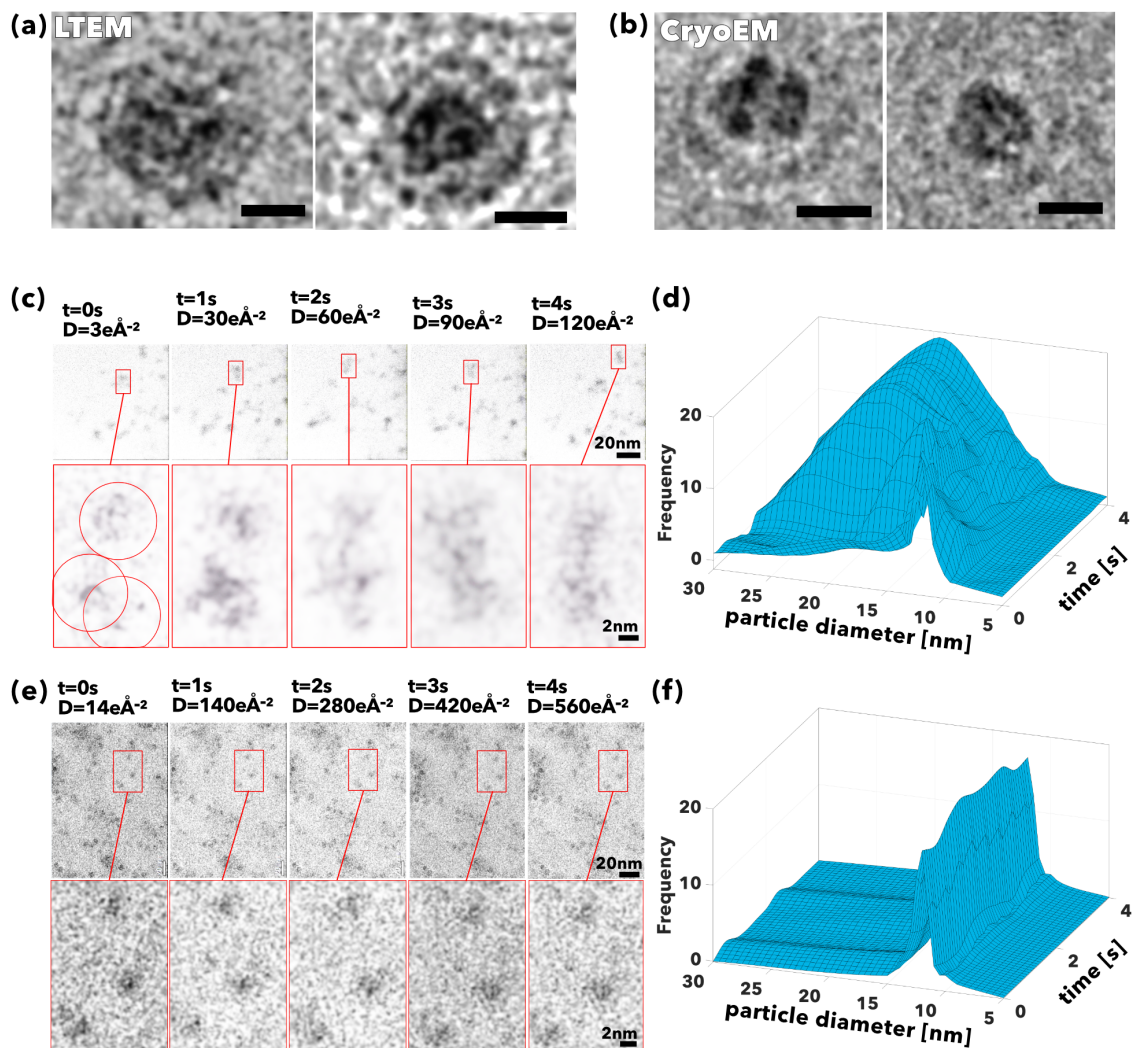 (a) LTEM
(b) CryoEM
(c)
t=0s
D=3eÅ⁻²
t=1s
D=30eÅ⁻²
t=2s
D=60eÅ⁻²
t=3s
D=90eÅ⁻²
t=4s
D=120eÅ⁻²
20nm
2nm
(d)
Frequency
20
10
0
30
25
20
15
10
5
particle diameter [nm]
0
2
4
time [s]
(e)
t=0s
D=14eÅ⁻²
t=1s
D=140eÅ⁻²
t=2s
D=280eÅ⁻²
t=3s
D=420eÅ⁻²
t=4s
D=560eÅ⁻²
20nm
2nm
(f)
Frequency
20
10
0
30
25
20
15
10
5
particle diameter [nm]
0
2
4
time [s]